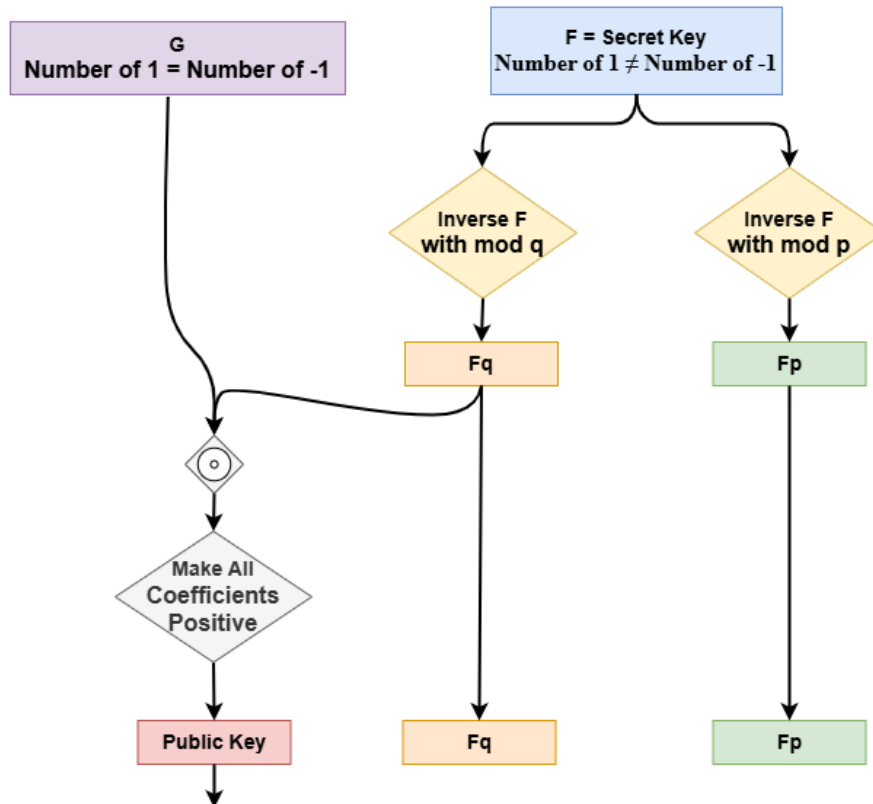 G
Number of 1 = Number of -1
F = Secret Key
Number of 1 ≠ Number of -1
Inverse F
with mod q
Inverse F
with mod p
Fq
Fp
Make All
Coefficients
Positive
Public Key
Fq
Fp